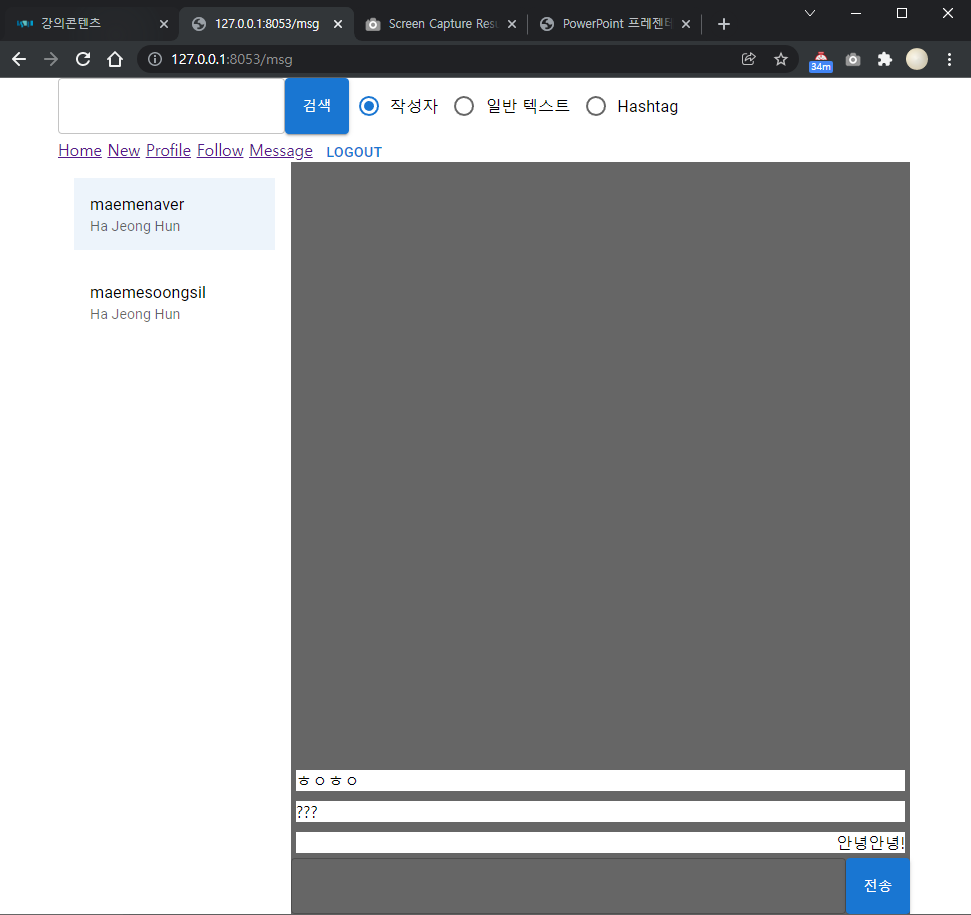 강의콘텐츠
127.0.0.1:8053/msg
Screen Capture Resu
PowerPoint 프레젠테
127.0.0.1:8053/msg
34m
검색 작성자 일반 텍스트 Hashtag
Home New Profile Follow Message LOGOUT
maemenaver
Ha Jeong Hun
maemesoongsil
Ha Jeong Hun
ㅎㅇㅎㅇ
???
안녕안녕!
전송